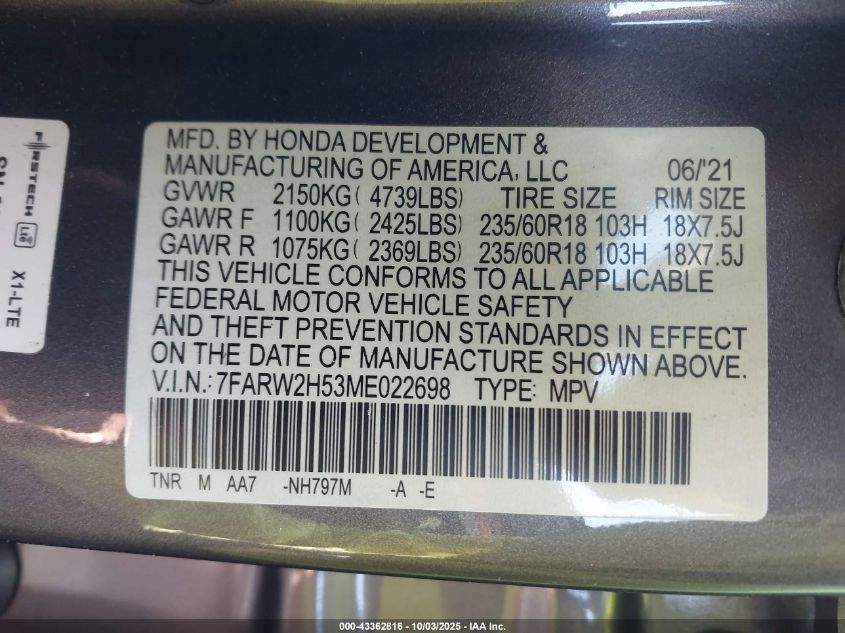 MFD. BY HONDA DEVELOPMENT &
MANUFACTURING OF AMERICA, LLC 06/'21
GVWR 2150KG( 4739LBS) TIRE SIZE RIM SIZE
GAWR F 1100KG( 2425LBS) 235/60R18 103H 18X7.5J
GAWR R 1075KG( 2369LBS) 235/60R18 103H 18X7.5J
THIS VEHICLE CONFORMS TO ALL APPLICABLE
FEDERAL MOTOR VEHICLE SAFETY
AND THEFT PREVENTION STANDARDS IN EFFECT
ON THE DATE OF MANUFACTURE SHOWN ABOVE.
V.I.N.: 7FARW2H53ME022698 TYPE: MPV
TNR M AA7 -NH797M -A -E
FIRSTECH
LTE
X1-LTE
000-43362816 - 10/03/2025 - IAA Inc.